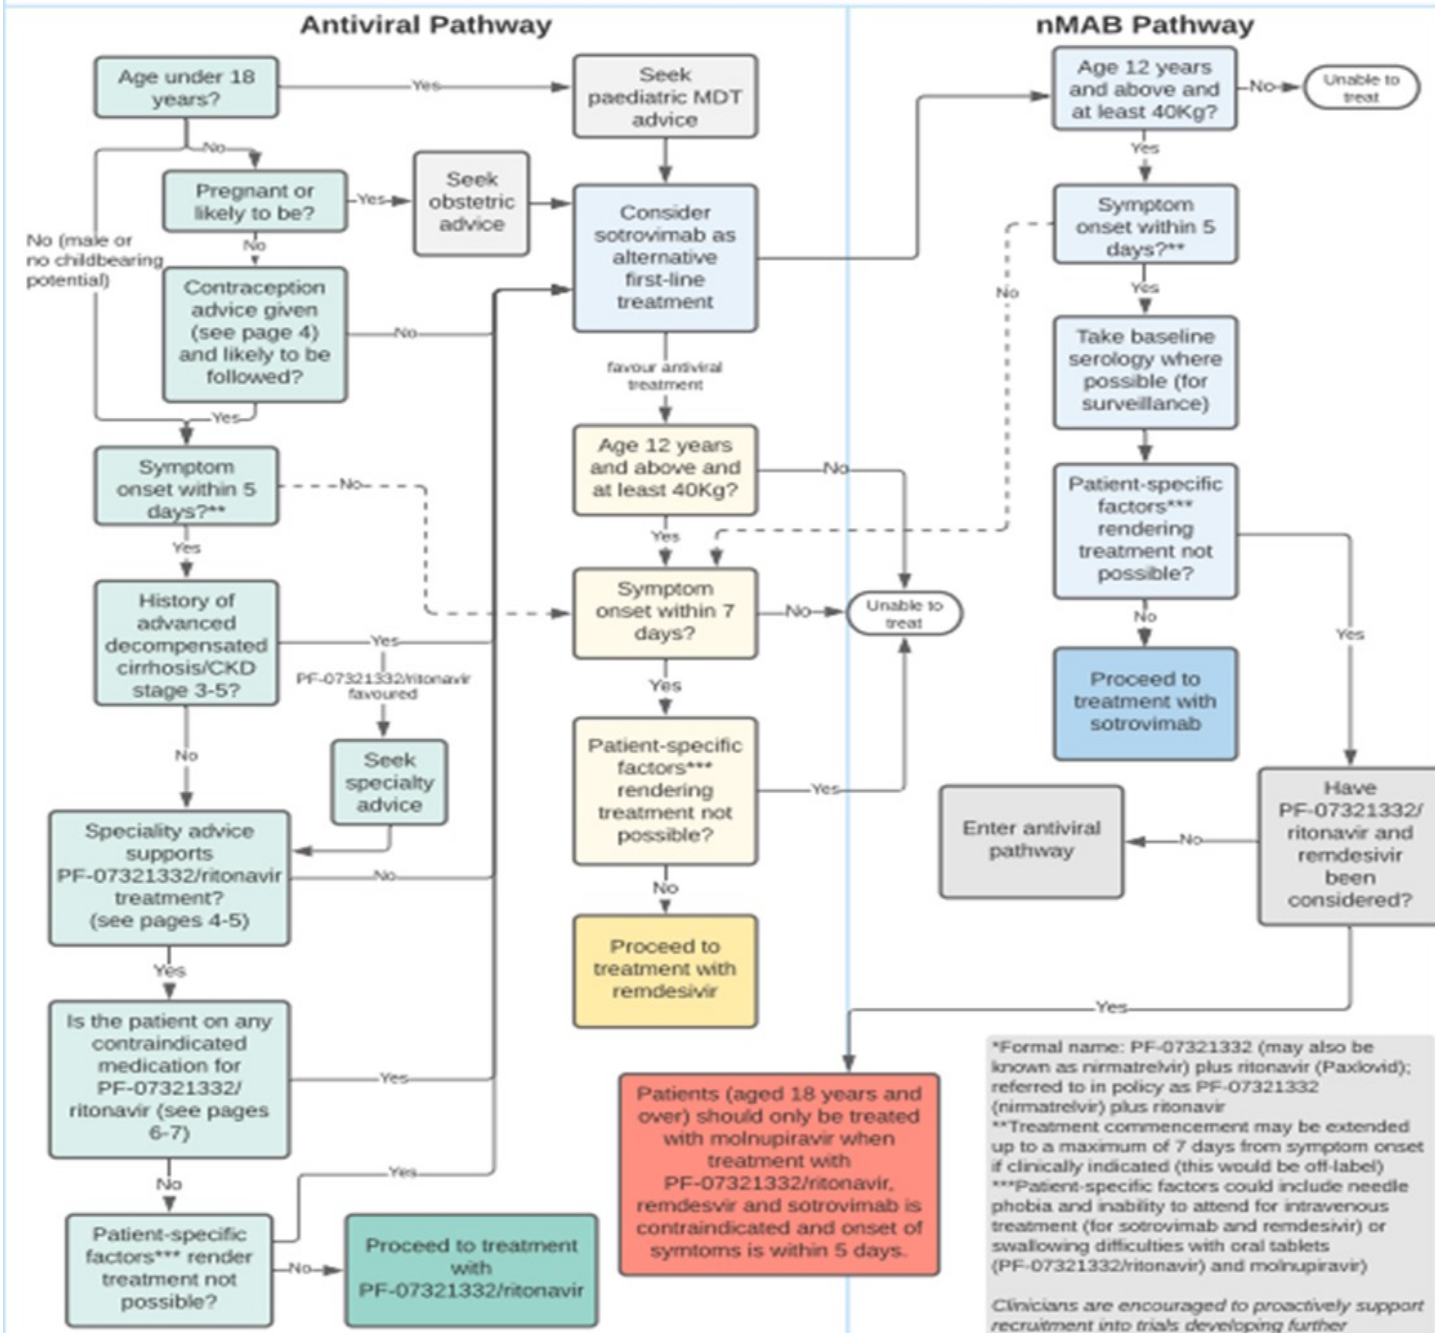 Antiviral Pathway
Age under 18
years?
Yes
Seek
paediatric MDT
advice
No
Pregnant or
likely to be?
Yes
Seek
obstetric
advice
No (male or
no childbearing
potential)
No
Contraception
advice given
(see page 4)
and likely to be
followed?
No
Yes
Consider
sotrovimab as
alternative
first-line
treatment
favour antiviral
treatment
Symptom
onset within 5
days?**
No
Yes
History of
advanced
decompensated
cirrhosis/CKD
stage 3-5?
Yes
PF-07321332/ritonavir
favoured
Seek
specialty
advice
No
Speciality advice
supports
PF-07321332/ritonavir
treatment?
(see pages 4-5)
No
Yes
Is the patient on any
contraindicated
medication for
PF-07321332/
ritonavir (see pages
6-7)
Yes
No
Patient-specific
factors*** render
treatment not
possible?
Yes
No
Proceed to treatment
with
PF-07321332/ritonavir
Age 12 years
and above and
at least 40Kg?
No
Yes
Symptom
onset within 7
days?
No
Unable to
treat
Yes
Patient-specific
factors***
rendering
treatment not
possible?
Yes
No
Proceed to
treatment with
remdesivir
nMAB Pathway
Age 12 years
and above and
at least 40Kg?
No
Unable to
treat
Yes
Symptom
onset within 5
days?**
No
Yes
Take baseline
serology where
possible (for
surveillance)
Patient-specific
factors***
rendering
treatment not
possible?
Yes
No
Proceed to
treatment with
sotrovimab
Have
PF-07321332/
ritonavir and
remdesivir
been
considered?
No
Enter antiviral
pathway
Yes
Patients (aged 18 years and
over) should only be treated
with molnupiravir when
treatment with
PF-07321332/ritonavir,
remdesvir and sotrovimab is
contraindicated and onset of
symtoms is within 5 days.
*Formal name: PF-07321332 (may also be
known as nirmatrelvir) plus ritonavir (Paxlovid);
referred to in policy as PF-07321332
(nirmatrelvir) plus ritonavir
**Treatment commencement may be extended
up to a maximum of 7 days from symptom onset
if clinically indicated (this would be off-label)
***Patient-specific factors could include needle
phobia and inability to attend for intravenous
treatment (for sotrovimab and remdesivir) or
swallowing difficulties with oral tablets
(PF-07321332/ritonavir) and molnupiravir)
Clinicians are encouraged to proactively support
recruitment into trials developing further